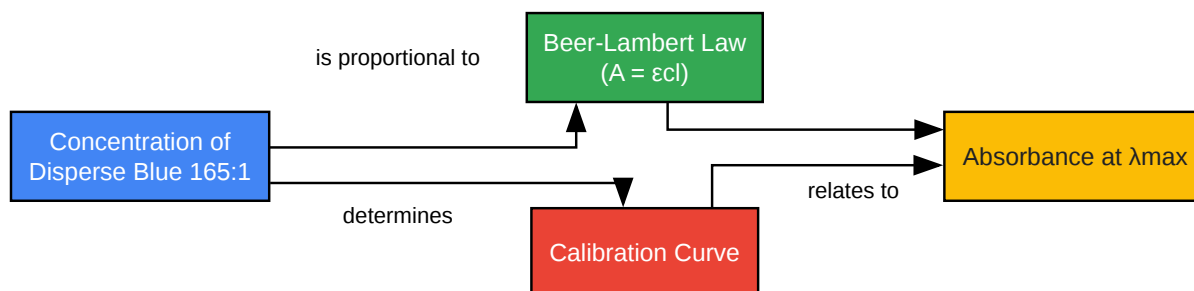 Beer-Lambert Law
(A = εcl)
is proportional to
Concentration of
Disperse Blue 165:1
Absorbance at λmax
relates to
determines
Calibration Curve